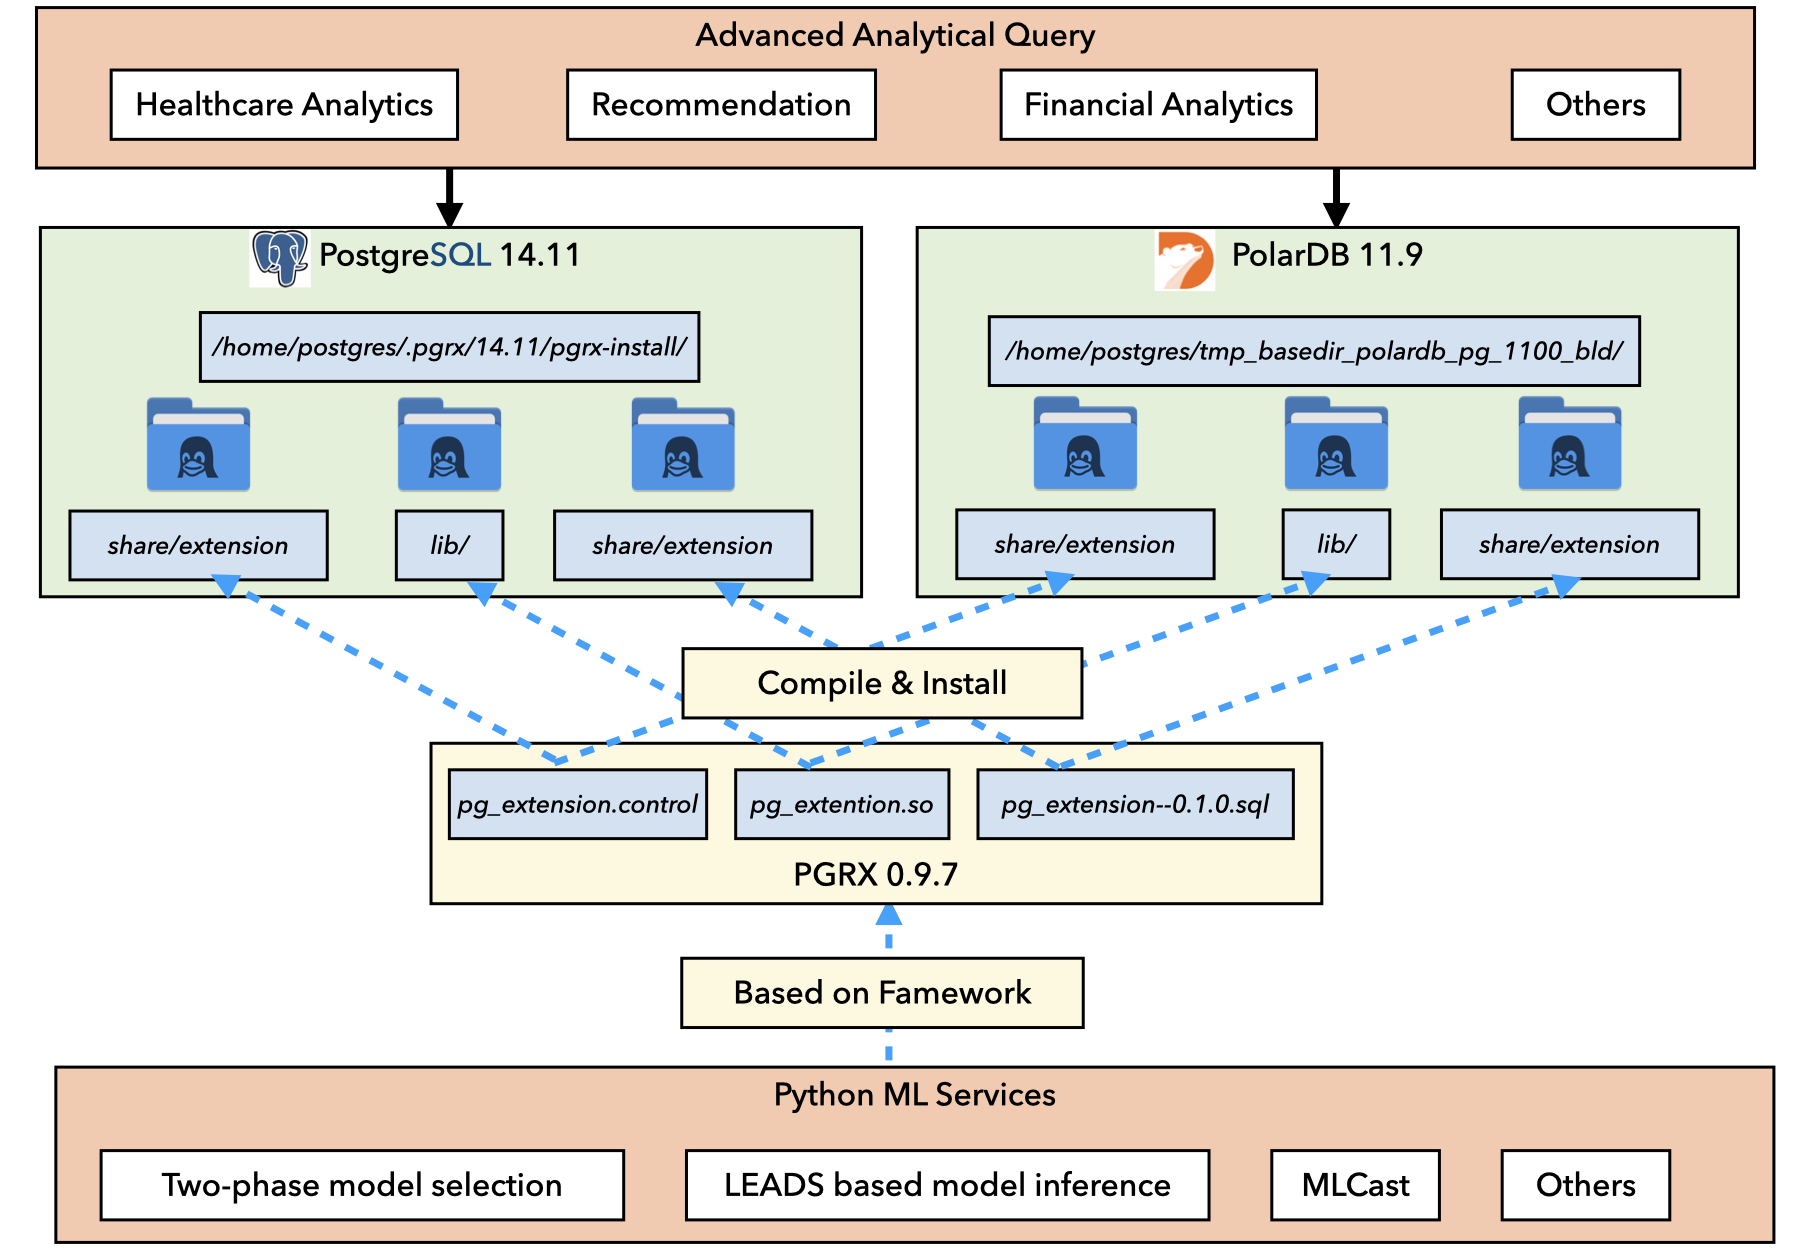 Advanced Analytical Query
Healthcare Analytics
Recommendation
Financial Analytics
Others
PostgreSQL 14.11
PolarDB 11.9
/home/postgres/.pgrx/14.11/pgrx-install/
/home/postgres/tmp_basedir_polardb_pg_1100_bld/
share/extension
lib/
share/extension
share/extension
lib/
share/extension
Compile & Install
pg_extension.control
pg_extention.so
pg_extension--0.1.0.sql
PGRX 0.9.7
Based on Famework
Python ML Services
Two-phase model selection
LEADS based model inference
MLCast
Others